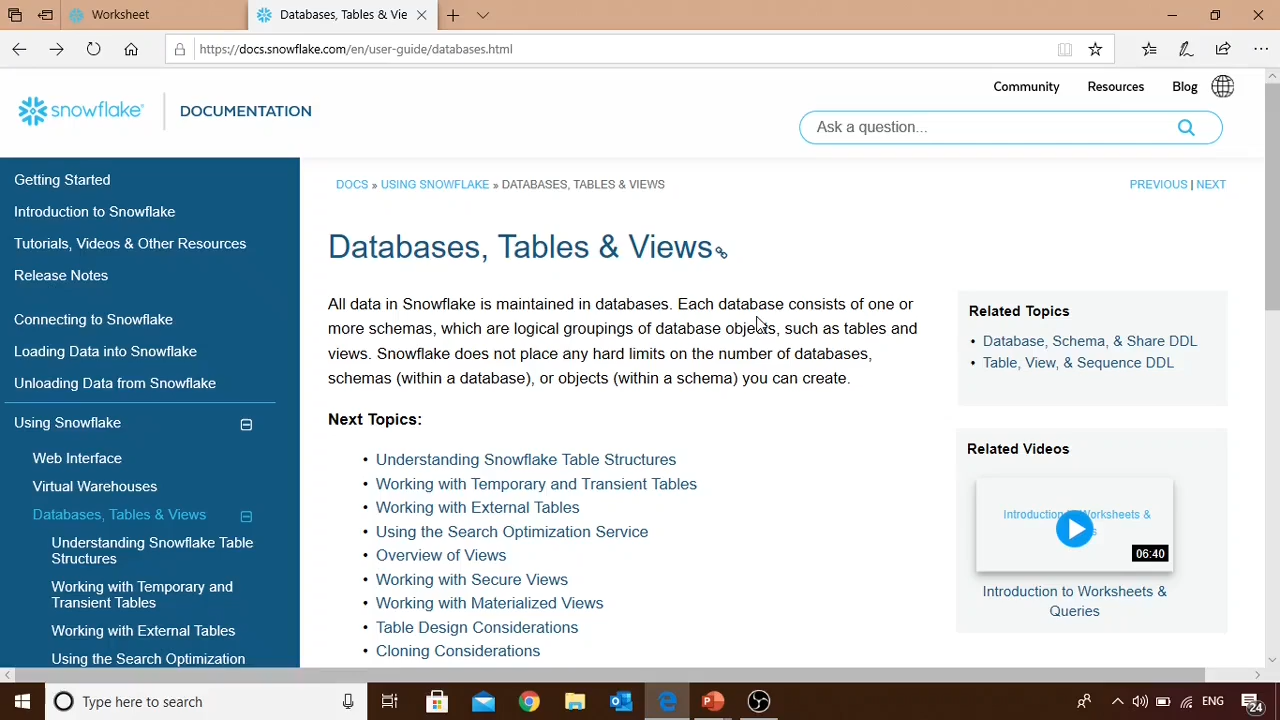 Worksheet
Databases, Tables & Vie
https://docs.snowflake.com/en/user-guide/databases.html
Community
Resources
Blog
snowflake
DOCUMENTATION
Ask a question...
Getting Started
Introduction to Snowflake
Tutorials, Videos & Other Resources
Release Notes
Connecting to Snowflake
Loading Data into Snowflake
Unloading Data from Snowflake
Using Snowflake
Web Interface
Virtual Warehouses
Databases, Tables & Views
Understanding Snowflake Table
Structures
Working with Temporary and
Transient Tables
Working with External Tables
Using the Search Optimization
DOCS » USING SNOWFLAKE » DATABASES, TABLES & VIEWS
PREVIOUS | NEXT
Databases, Tables & Views
All data in Snowflake is maintained in databases. Each database consists of one or
more schemas, which are logical groupings of database objects, such as tables and
views. Snowflake does not place any hard limits on the number of databases,
schemas (within a database), or objects (within a schema) you can create.
Next Topics:
• Understanding Snowflake Table Structures
• Working with Temporary and Transient Tables
• Working with External Tables
• Using the Search Optimization Service
• Overview of Views
• Working with Secure Views
• Working with Materialized Views
• Table Design Considerations
• Cloning Considerations
Related Topics
• Database, Schema, & Share DDL
• Table, View, & Sequence DDL
Related Videos
Introduction to Worksheets &
06:40
Introduction to Worksheets &
Queries
Type here to search
ENG
24